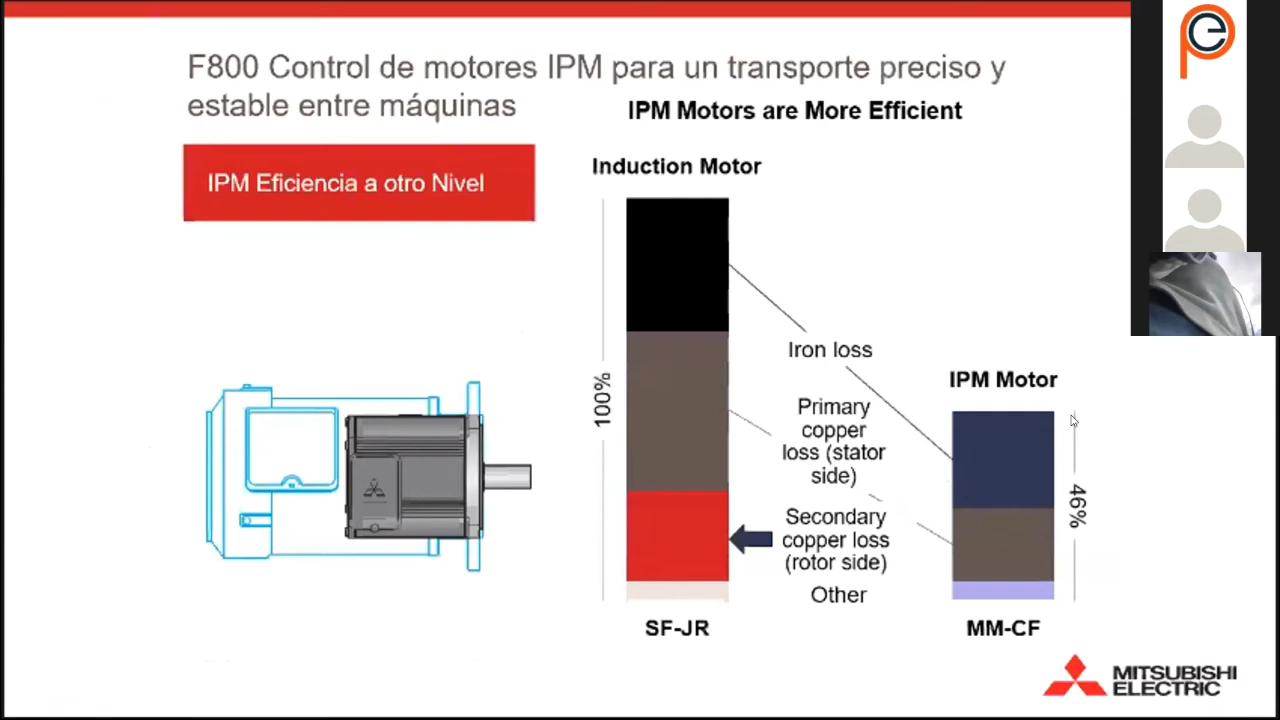 F800 Control de motores IPM para un transporte preciso y
estable entre máquinas
IPM Motors are More Efficient
IPM Eficiencia a otro Nivel
Induction Motor
100%
Iron loss
Primary
copper
loss (stator
side)
Secondary
copper loss
(rotor side)
Other
SF-JR
IPM Motor
46%
MM-CF
MITSUBISHI
ELECTRIC